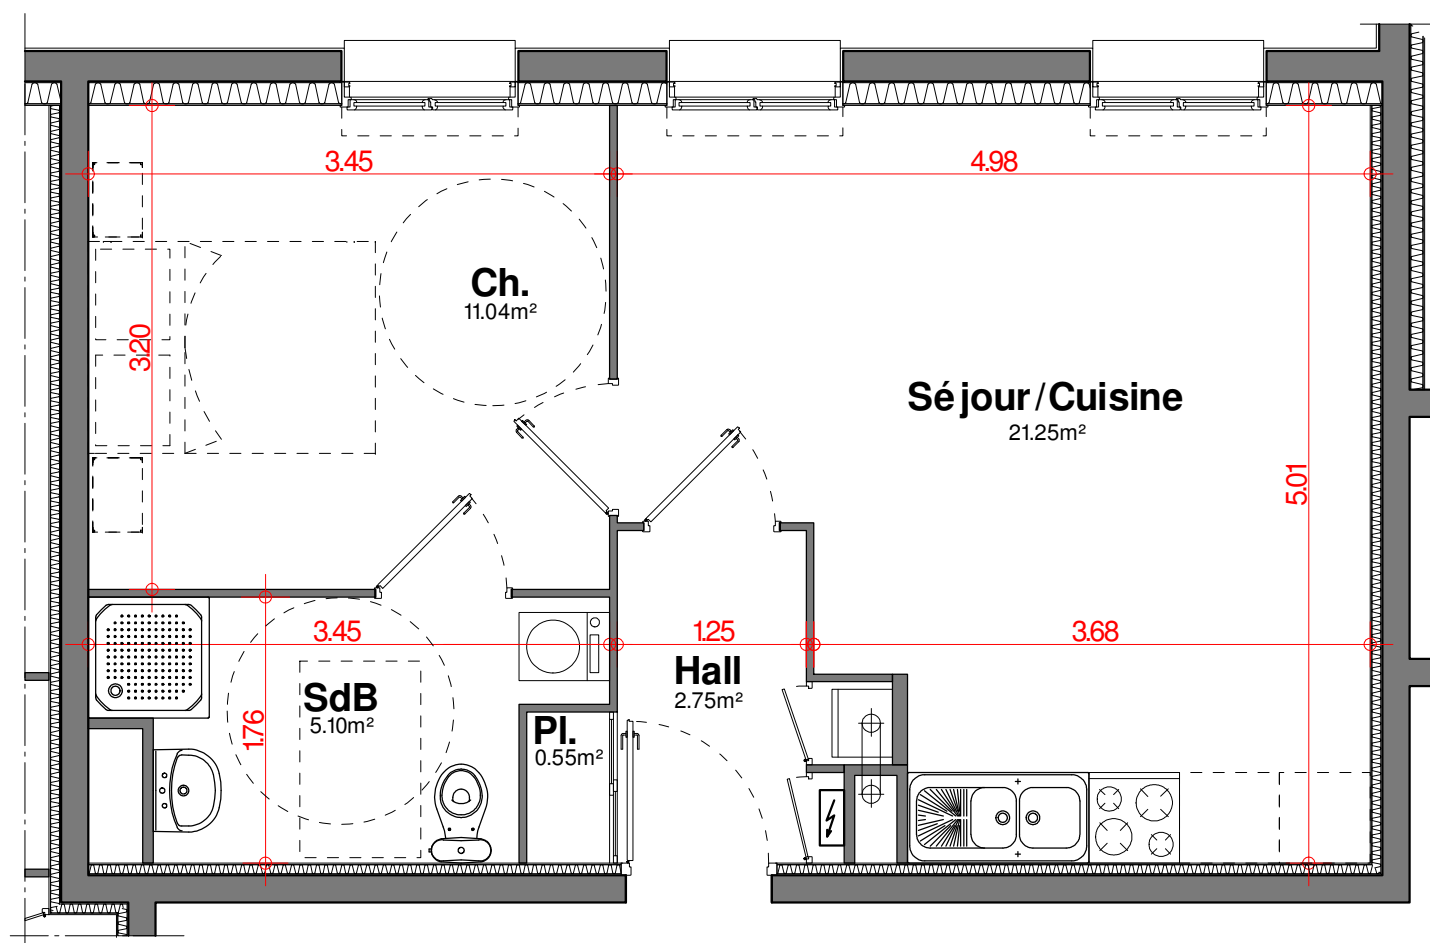 3.45
4.98
Ch.
11.04m²
3.20
Séjour/Cuisine
21.25m²
5.01
3.45
1.25
3.68
Hall
2.75m²
SdB
5.10m²
1.76
Pl.
0.55m²